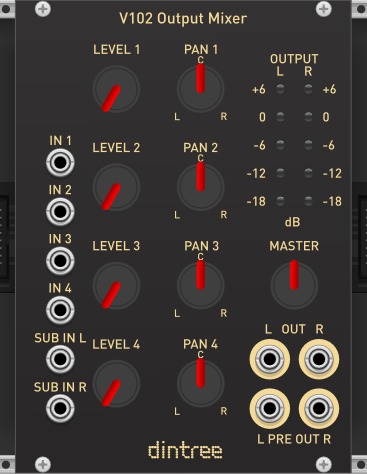 V102 Output Mixer
LEVEL 1 PAN 1 OUTPUT
C L R
+6 +6
L R 0 0
IN 1 LEVEL 2 PAN 2 -6 -6
C -12 -12
IN 2 -18 -18
L R dB
IN 3 LEVEL 3 PAN 3 MASTER
C
IN 4
L R L OUT R
SUB IN L LEVEL 4 PAN 4
C
SUB IN R
L R
L PRE OUT R
dintree